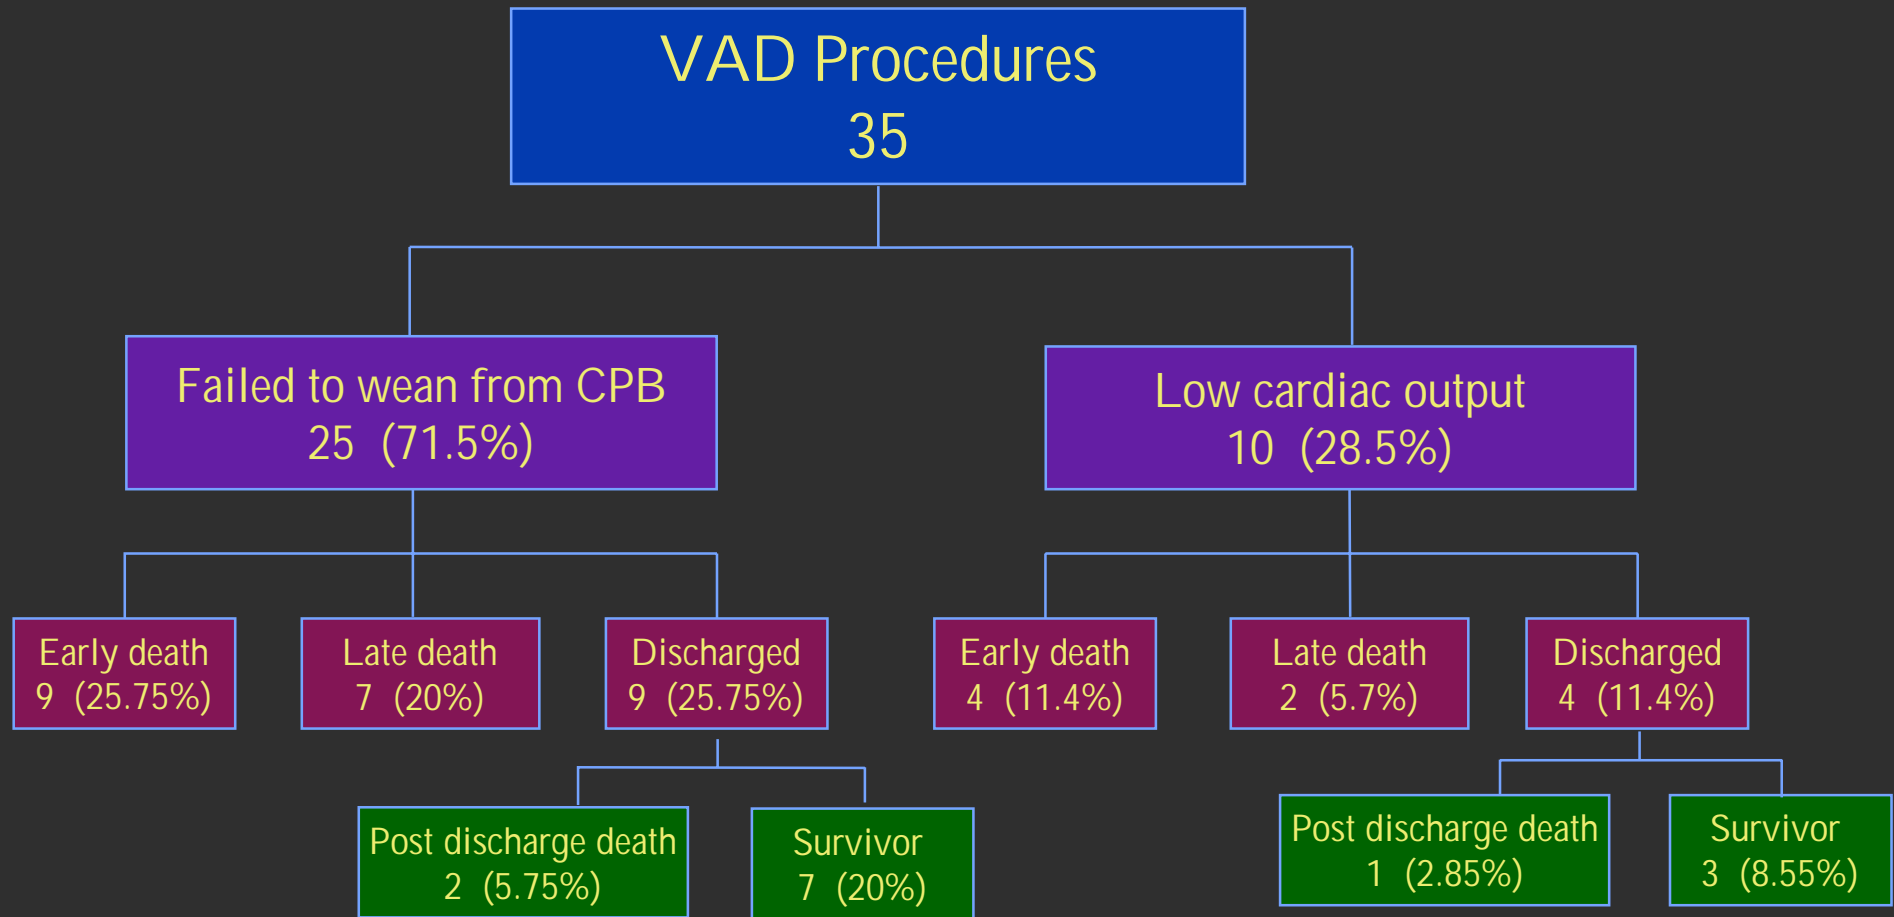 VAD Procedures
35
Failed to wean from CPB
25 (71.5%)
Low cardiac output
10 (28.5%)
Early death
9 (25.75%)
Late death
7 (20%)
Discharged
9 (25.75%)
Early death
4 (11.4%)
Late death
2 (5.7%)
Discharged
4 (11.4%)
Post discharge death
2 (5.75%)
Survivor
7 (20%)
Post discharge death
1 (2.85%)
Survivor
3 (8.55%)